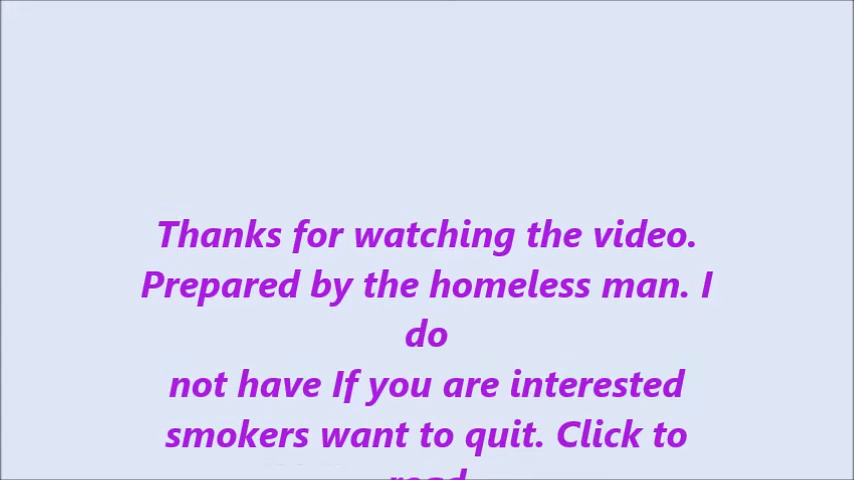 Thanks for watching the video.
Prepared by the homeless man. I
do
not have If you are interested
smokers want to quit. Click to
read